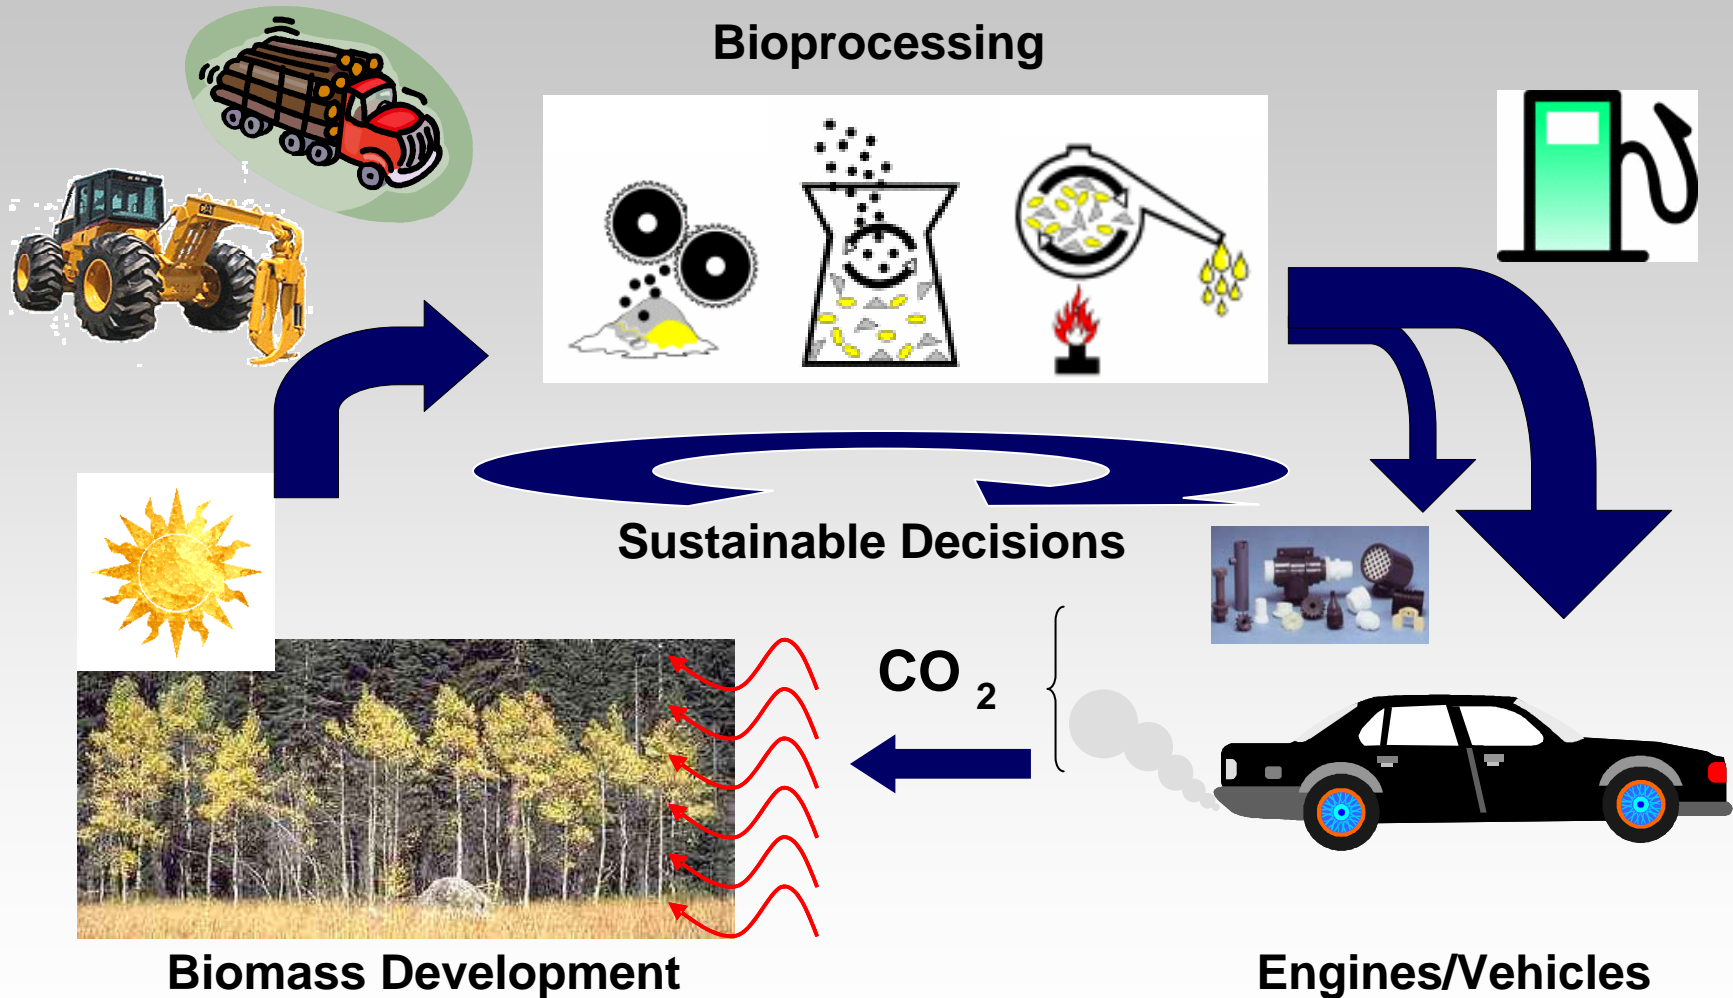 Bioprocessing
Sustainable Decisions
CO 2
Biomass Development
Engines/Vehicles